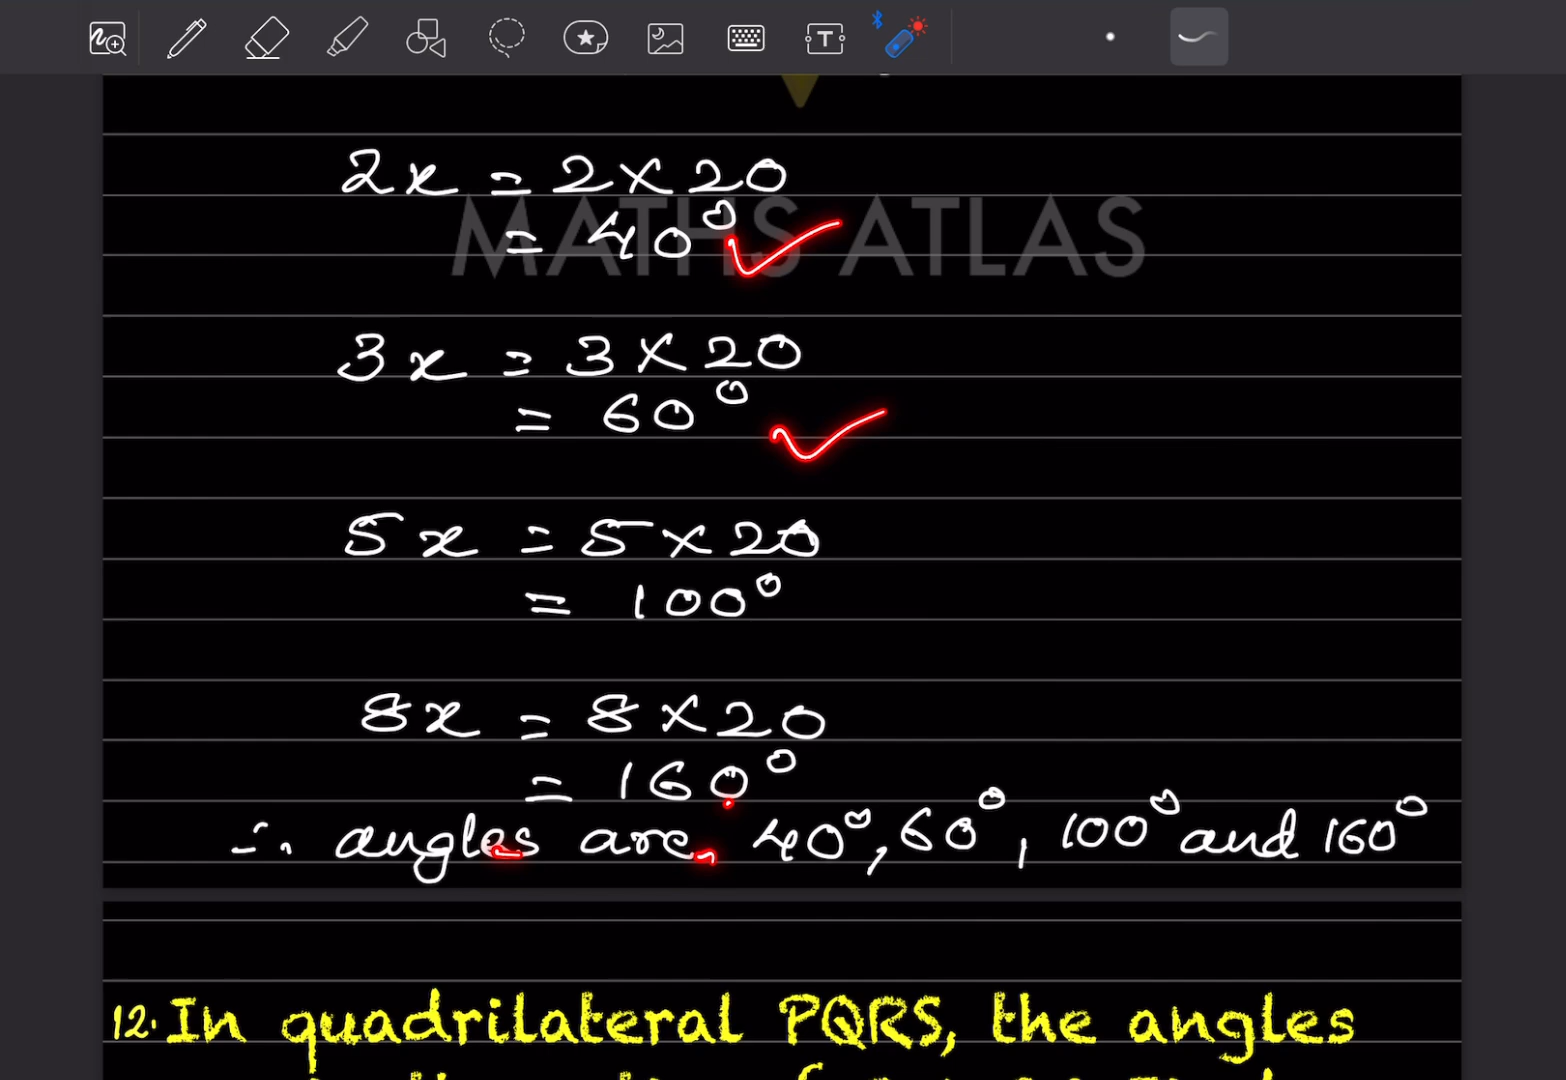 2x = 2 × 20
= 40°
MATHS ATLAS
3x = 3 × 20
= 60°
5x = 5 × 20
= 100°
8x = 8 × 20
= 160°
∴ angles are 40°, 60°, 100° and 160°
12. In quadrilateral PQRS, the angles